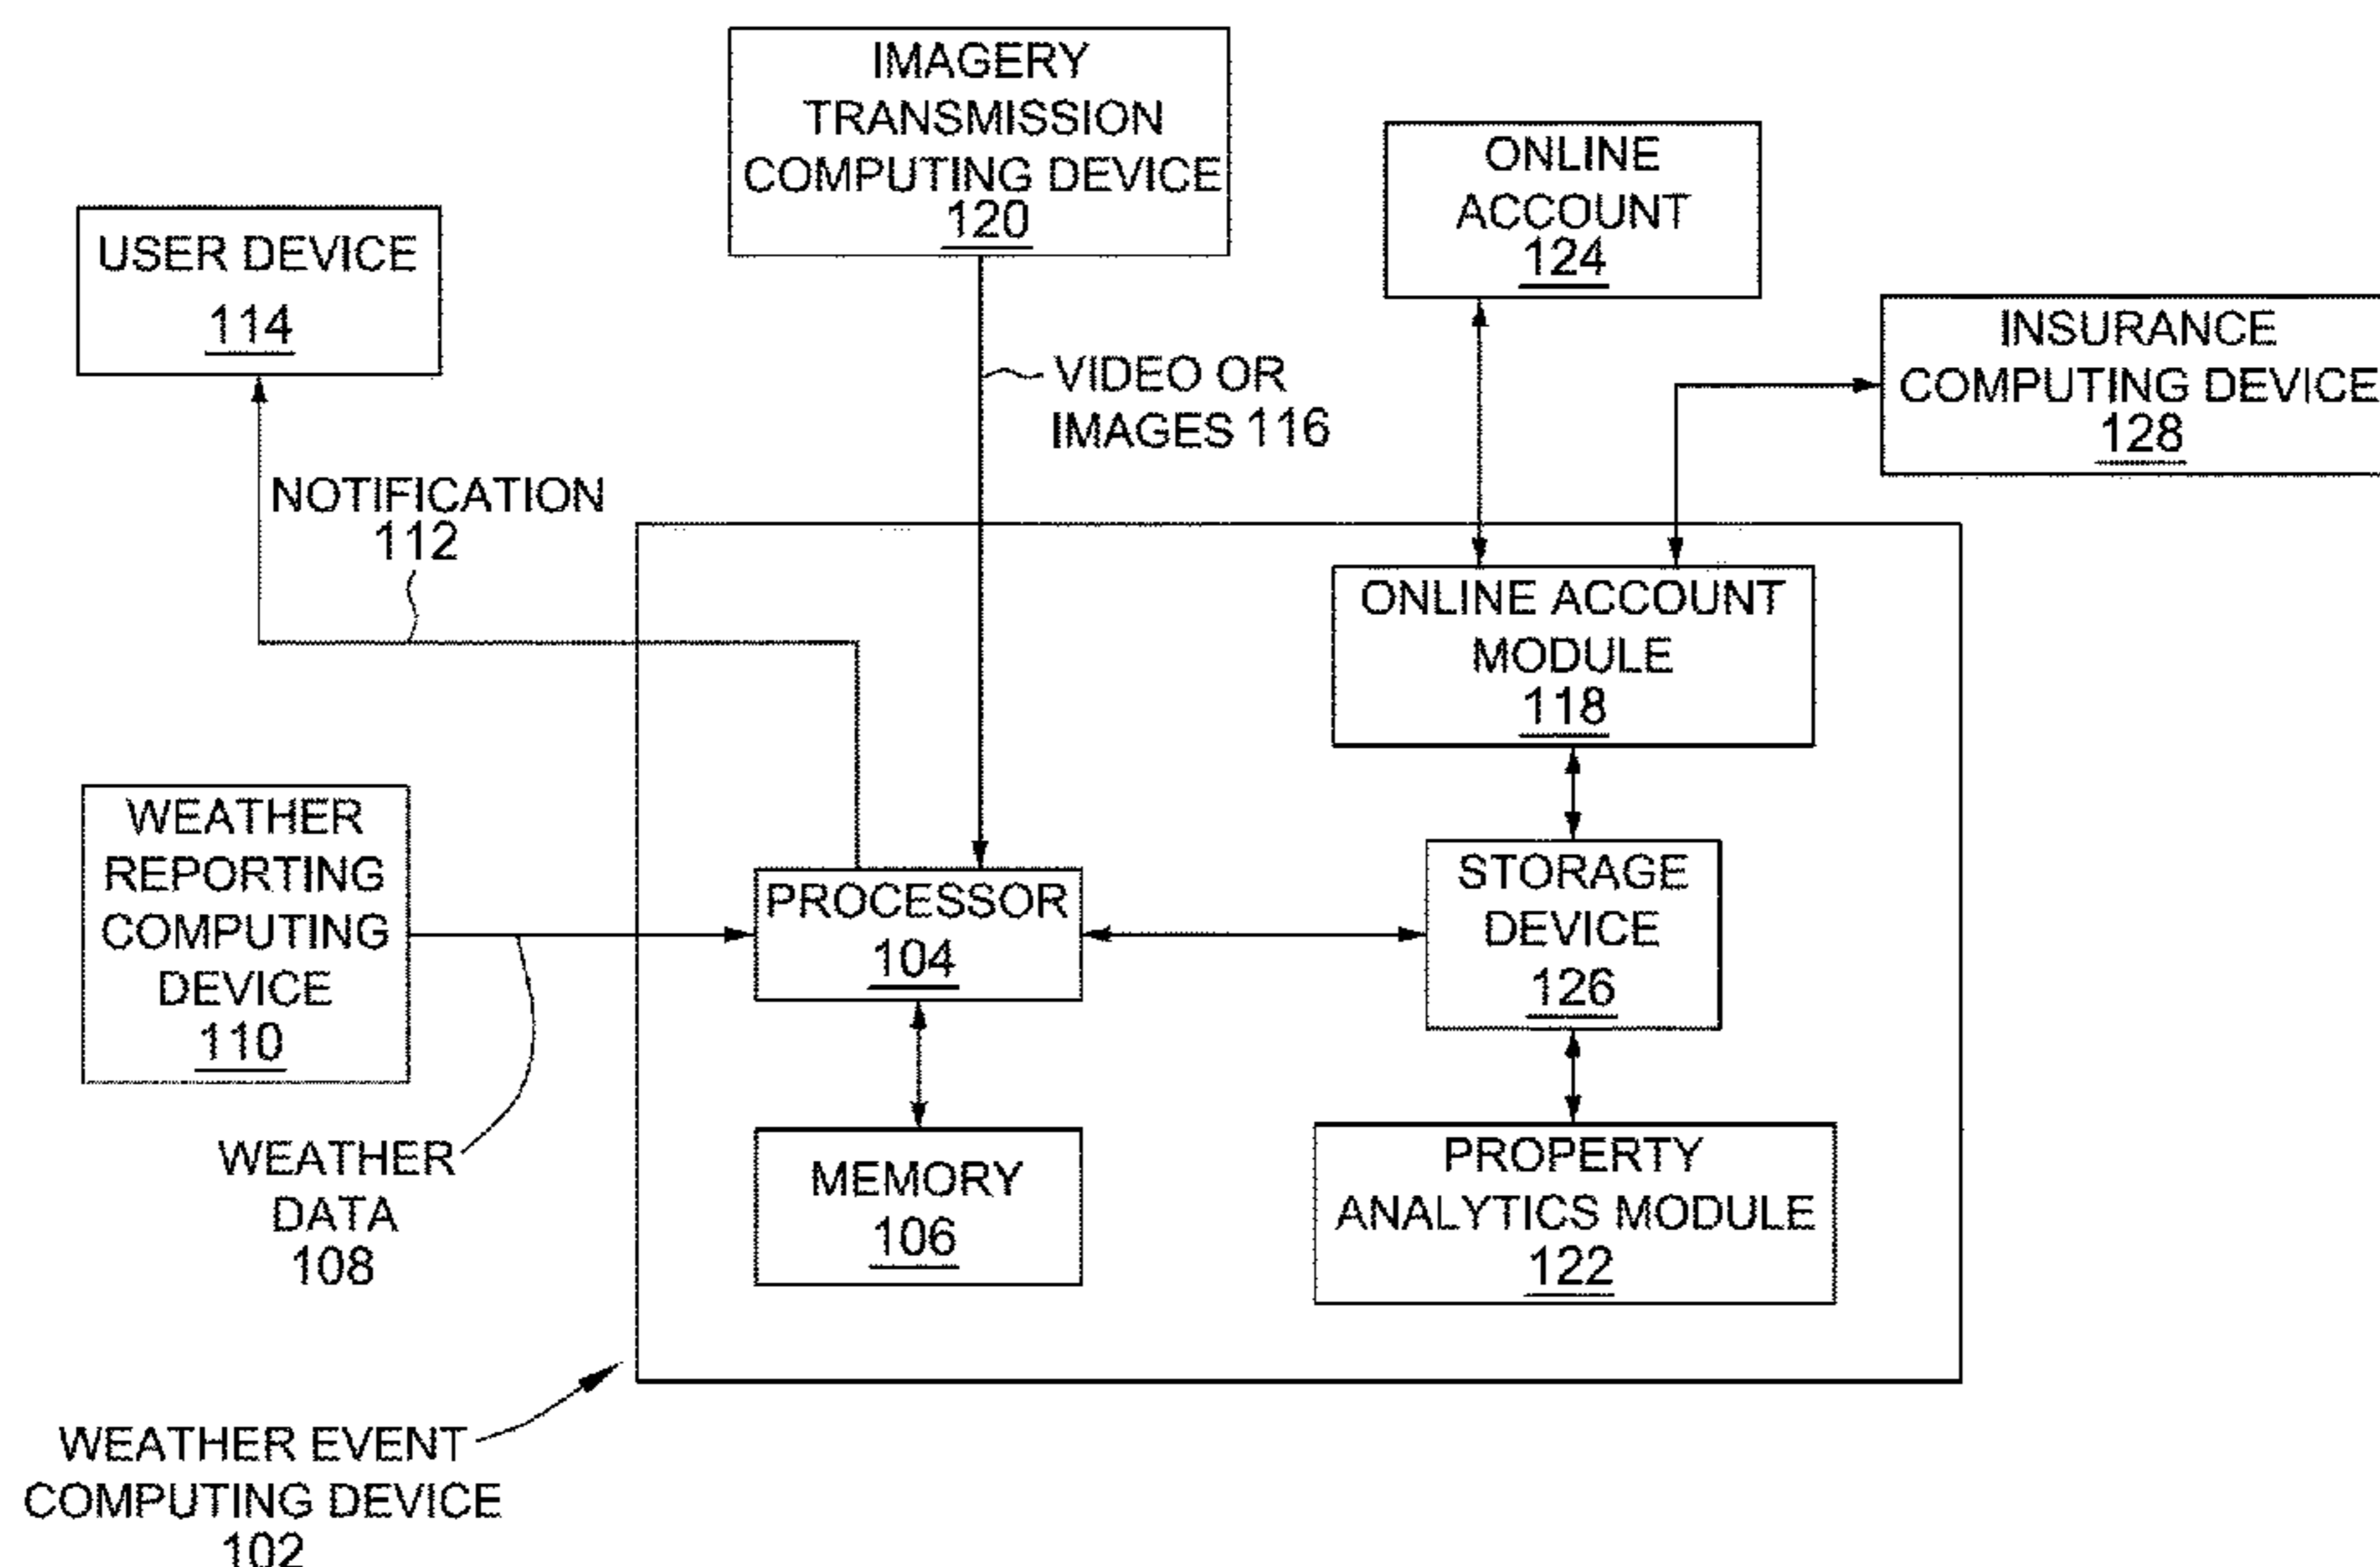 IMAGERY
TRANSMISSION
COMPUTING DEVICE
120
ONLINE
ACCOUNT
124
USER DEVICE
114
INSURANCE
COMPUTING DEVICE
128
VIDEO OR
IMAGES 116
NOTIFICATION
112
ONLINE ACCOUNT
MODULE
118
WEATHER
REPORTING
COMPUTING
DEVICE
110
PROCESSOR
104
STORAGE
DEVICE
126
WEATHER
DATA
108
MEMORY
106
PROPERTY
ANALYTICS MODULE
122
WEATHER EVENT
COMPUTING DEVICE
102